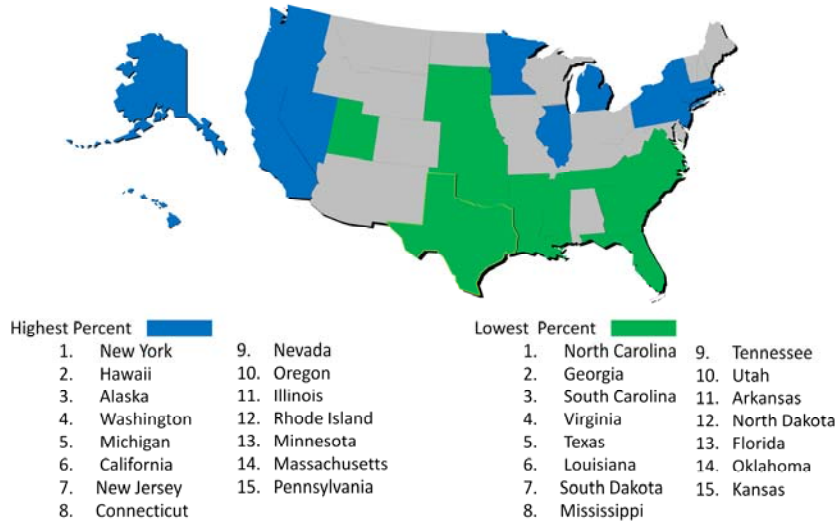 Highest Percent
1. New York
2. Hawaii
3. Alaska
4. Washington
5. Michigan
6. California
7. New Jersey
8. Connecticut
9. Nevada
10. Oregon
11. Illinois
12. Rhode Island
13. Minnesota
14. Massachusetts
15. Pennsylvania
Lowest Percent
1. North Carolina
2. Georgia
3. South Carolina
4. Virginia
5. Texas
6. Louisiana
7. South Dakota
8. Mississippi
9. Tennessee
10. Utah
11. Arkansas
12. North Dakota
13. Florida
14. Oklahoma
15. Kansas